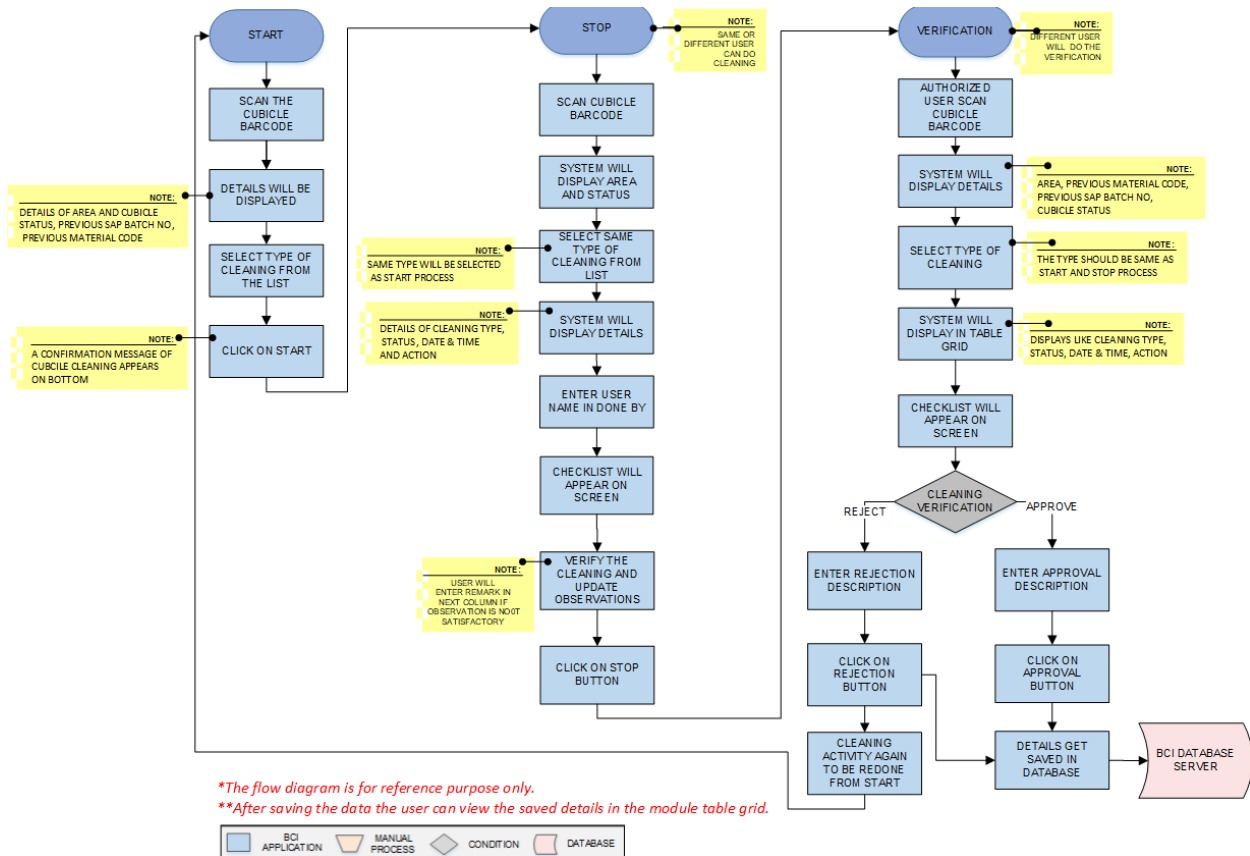 START
SCAN THE
CUBICLE
BARCODE
DETAILS WILL BE
DISPLAYED
NOTE:
DETAILS OF AREA AND CUBICLE
STATUS, PREVIOUS SAP BATCH NO,
PREVIOUS MATERIAL CODE
SELECT TYPE OF
CLEANING FROM
THE LIST
CLICK ON START
NOTE:
A CONFIRMATION MESSAGE OF
CUBCILE CLEANING APPEARS
ON BOTTOM
STOP
NOTE:
SAME OR
DIFFERENT USER
CAN DO
CLEANING
SCAN CUBICLE
BARCODE
SYSTEM WILL
DISPLAY AREA
AND STATUS
SELECT SAME
TYPE OF
CLEANING FROM
LIST
NOTE:
SAME TYPE WILL BE SELECTED
AS START PROCESS
SYSTEM WILL
DISPLAY DETAILS
NOTE:
DETAILS OF CLEANING TYPE,
STATUS, DATE & TIME
AND ACTION
ENTER USER
NAME IN DONE BY
CHECKLIST WILL
APPEAR ON
SCREEN
VERIFY THE
CLEANING AND
UPDATE
OBSERVATIONS
NOTE:
USER WILL
ENTER REMARK IN
NEXT COLUMN IF
OBSERVATION IS NO0T
SATISFACTORY
CLICK ON STOP
BUTTON
VERIFICATION
NOTE:
DIFFERENT USER
WILL DO THE
VERIFICATION
AUTHORIZED
USER SCAN
CUBICLE
BARCODE
SYSTEM WILL
DISPLAY DETAILS
NOTE:
AREA, PREVIOUS MATERIAL CODE,
PREVIOUS SAP BATCH NO,
CUBICLE STATUS
SELECT TYPE OF
CLEANING
NOTE:
THE TYPE SHOULD BE SAME AS
START AND STOP PROCESS
SYSTEM WILL
DISPLAY IN TABLE
GRID
NOTE:
DISPLAYS LIKE CLEANING TYPE,
STATUS, DATE & TIME, ACTION
CHECKLIST WILL
APPEAR ON
SCREEN
CLEANING
VERIFICATION
REJECT
APPROVE
ENTER REJECTION
DESCRIPTION
ENTER APPROVAL
DESCRIPTION
CLICK ON
REJECTION
BUTTON
CLICK ON
APPROVAL
BUTTON
CLEANING
ACTIVITY AGAIN
TO BE REDONE
FROM START
DETAILS GET
SAVED IN
DATABASE
BCI DATABASE
SERVER
*The flow diagram is for reference purpose only.
**After saving the data the user can view the saved details in the module table grid.
BCI
APPLICATION
MANUAL
PROCESS
CONDITION
DATABASE